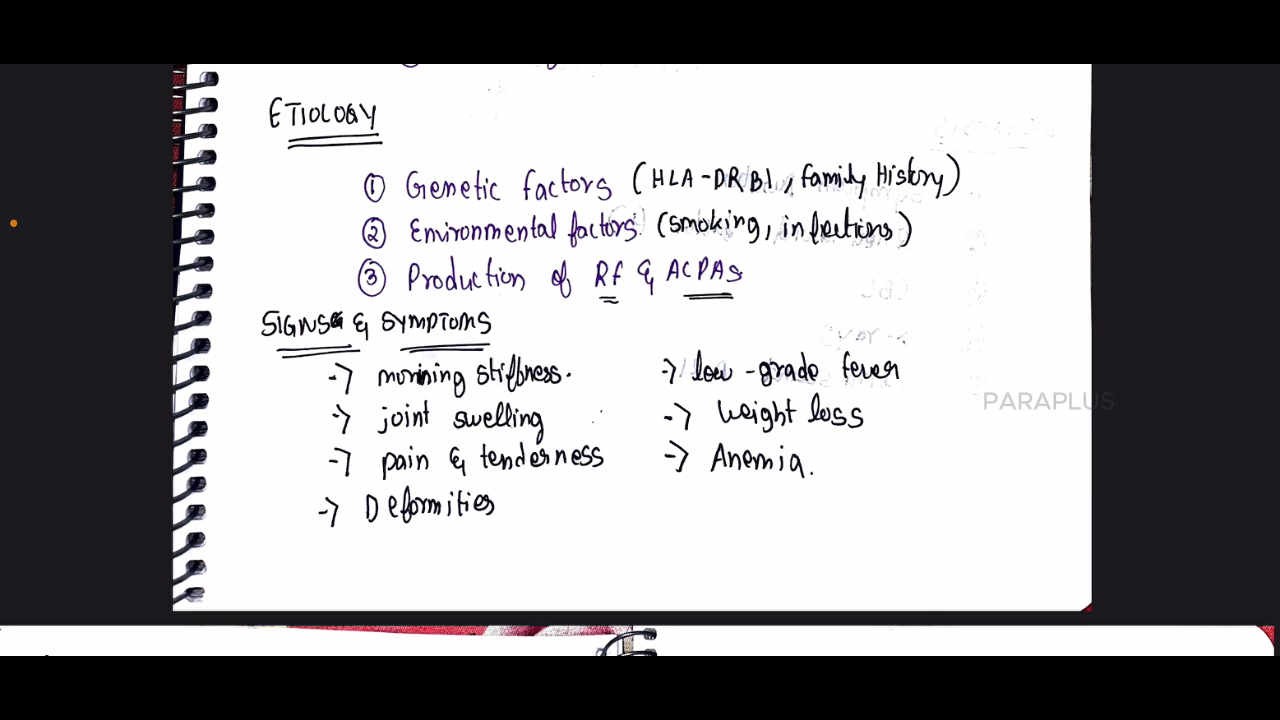 ETIOLOGY
① Genetic factors (HLA-DRB1, family History)
② Environmental factors. (smoking, infections)
③ Production of RF & ACPAs
SIGNS & SYMPTOMS
-> morning stiffness.
-> joint swelling
-> pain & tenderness
-> Deformities
-> low-grade fever
-> weight loss
-> Anemia.
PARAPLUS